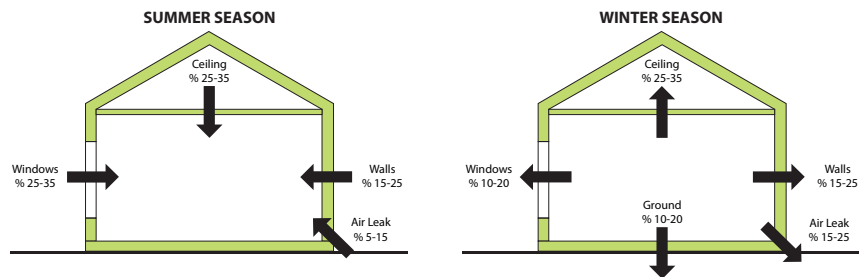 SUMMER SEASON
Ceiling
% 25-35
Windows
% 25-35
Walls
% 15-25
Air Leak
% 5-15
WINTER SEASON
Ceiling
% 25-35
Windows
% 10-20
Walls
% 15-25
Ground
% 10-20
Air Leak
% 15-25